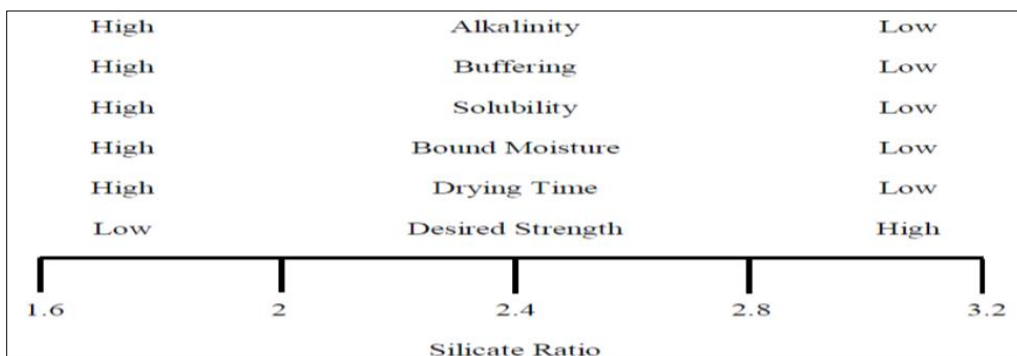 High Alkalinity Low
High Buffering Low
High Solubility Low
High Bound Moisture Low
High Drying Time Low
Low Desired Strength High
1.6 2 2.4 2.8 3.2
Silicate Ratio